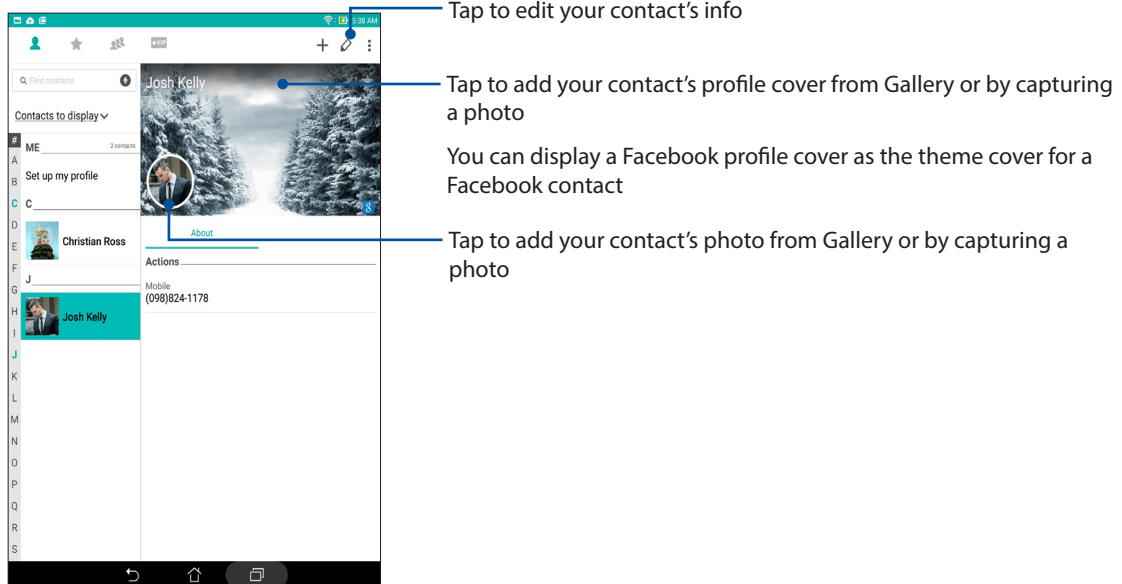 Tap to edit your contact's info
5:38 AM
VIP
Find contacts
Josh Kelly
Tap to add your contact's profile cover from Gallery or by capturing
a photo
Contacts to display
You can display a Facebook profile cover as the theme cover for a
Facebook contact
#
ME
2 contacts
A
B
Set up my profile
C
C
8
D
About
Tap to add your contact's photo from Gallery or by capturing a
photo
E
Christian Ross
Actions
F
G
J
Mobile
(098)824-1178
H
Josh Kelly
I
J
K
L
M
N
O
P
Q
R
S